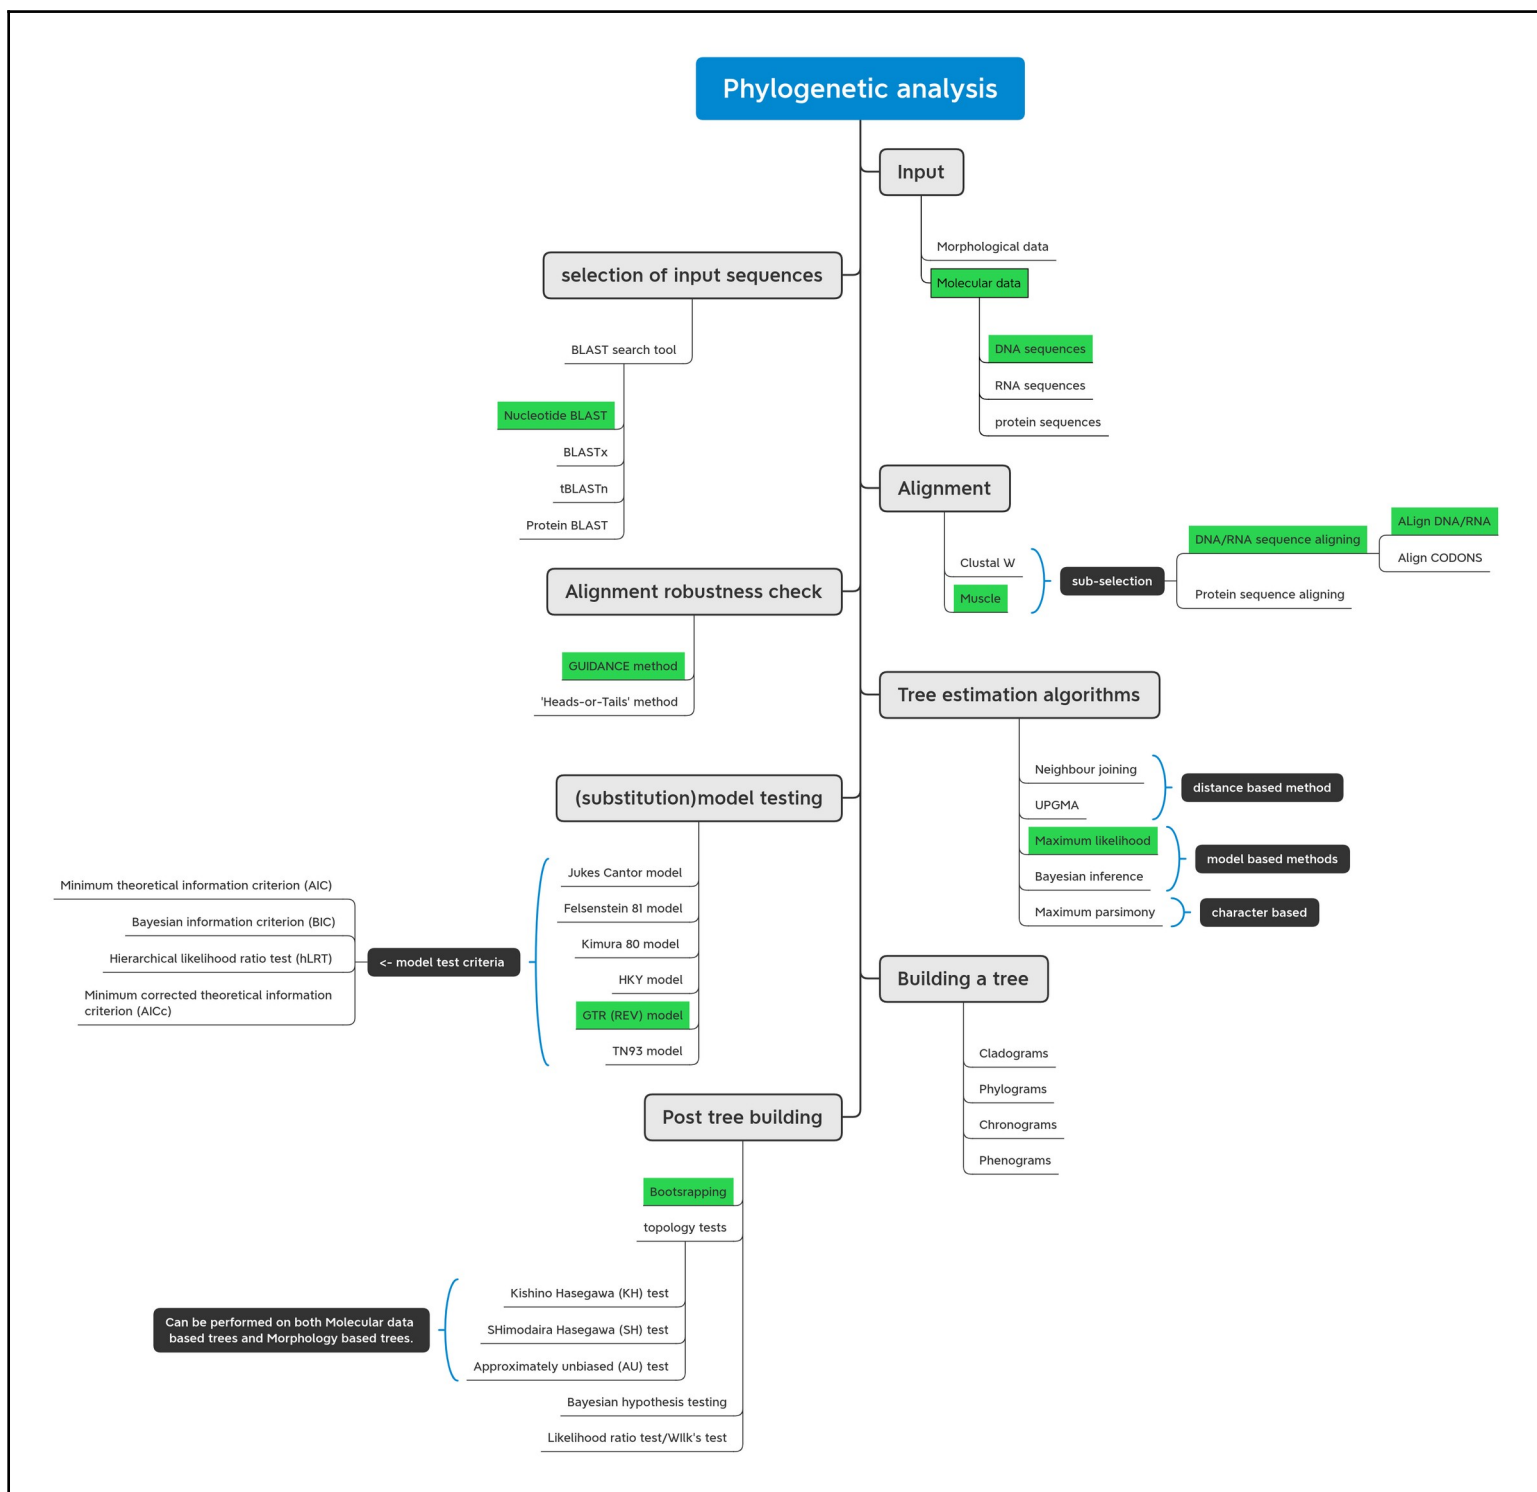 Phylogenetic analysis
Input
Morphological data
Molecular data
DNA sequences
RNA sequences
protein sequences
selection of input sequences
BLAST search tool
Nucleotide BLAST
BLASTx
tBLASTn
Protein BLAST
Alignment
Clustal W
Muscle
sub-selection
DNA/RNA sequence aligning
ALign DNA/RNA
Align CODONS
Protein sequence aligning
Alignment robustness check
GUIDANCE method
'Heads-or-Tails' method
Tree estimation algorithms
Neighbour joining
UPGMA
distance based method
Maximum likelihood
Bayesian inference
model based methods
Maximum parsimony
character based
(substitution)model testing
Jukes Cantor model
Felsenstein 81 model
Kimura 80 model
HKY model
GTR (REV) model
TN93 model
<- model test criteria
Minimum theoretical information criterion (AIC)
Bayesian information criterion (BIC)
Hierarchical likelihood ratio test (hLRT)
Minimum corrected theoretical information
criterion (AICc)
Building a tree
Cladograms
Phylograms
Chronograms
Phenograms
Post tree building
Bootsrapping
topology tests
Kishino Hasegawa (KH) test
SHimodaira Hasegawa (SH) test
Approximately unbiased (AU) test
Can be performed on both Molecular data
based trees and Morphology based trees.
Bayesian hypothesis testing
Likelihood ratio test/WIlk's test